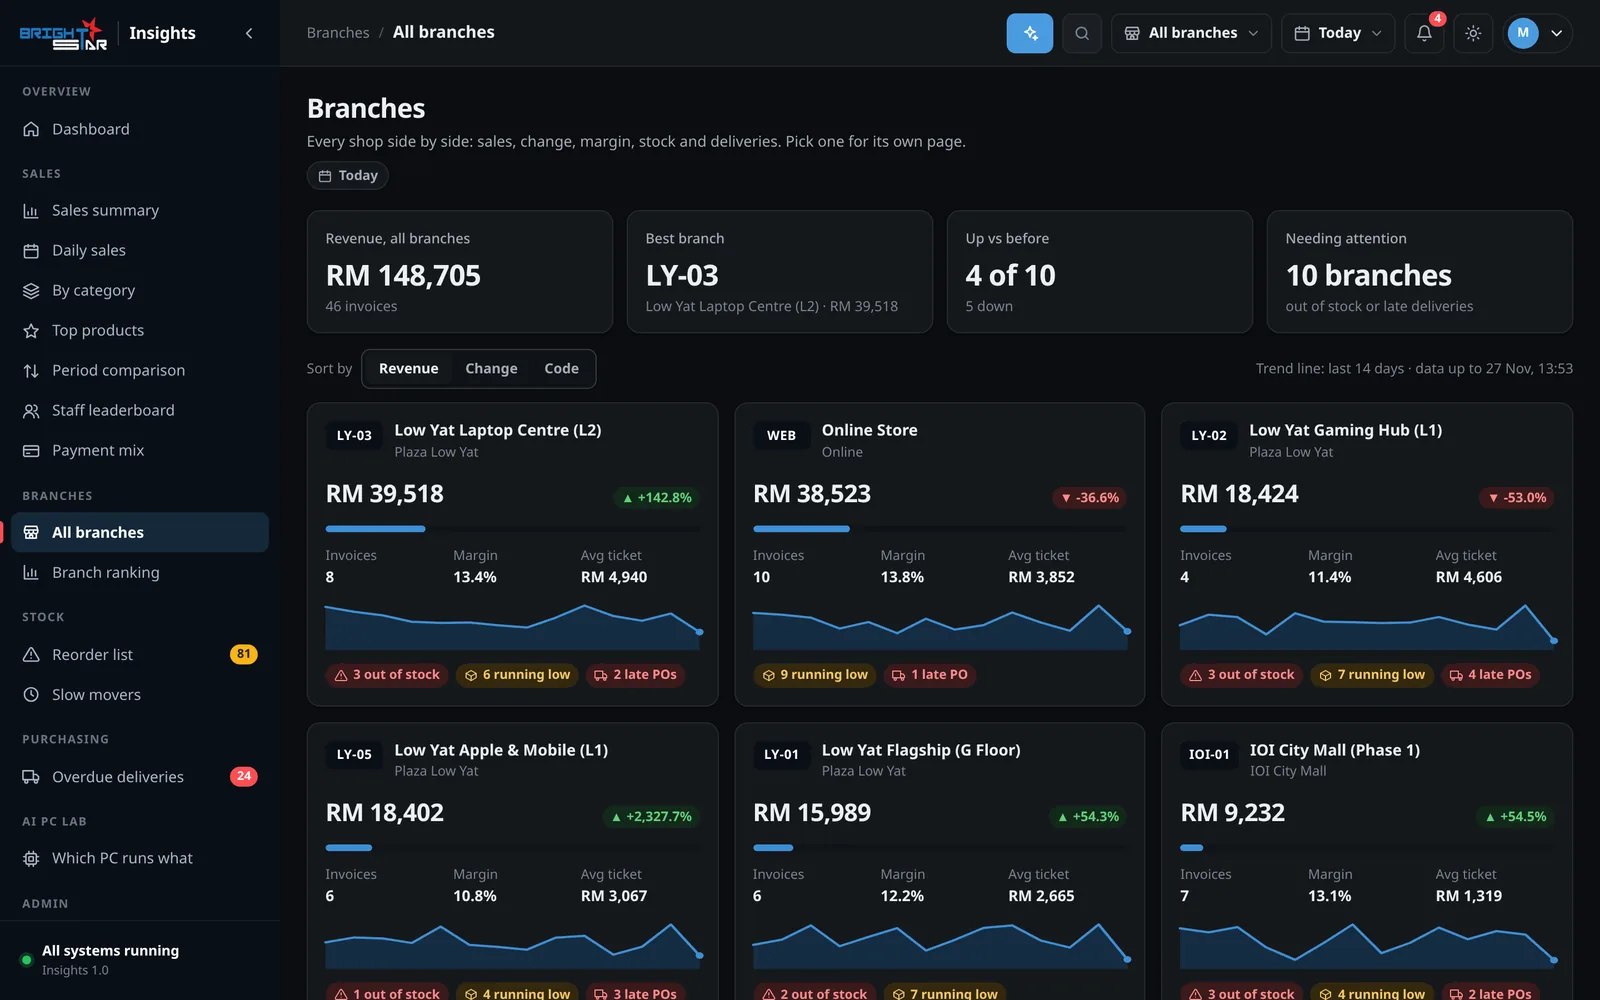 BRIGHT STAR
Insights
OVERVIEW
Dashboard
SALES
Sales summary
Daily sales
By category
Top products
Period comparison
Staff leaderboard
Payment mix
BRANCHES
All branches
Branch ranking
STOCK
Reorder list 81
Slow movers
PURCHASING
Overdue deliveries 24
AI PC LAB
Which PC runs what
ADMIN
All systems running
Insights 1.0
Branches / All branches
All branches
Today
4
M
Branches
Every shop side by side: sales, change, margin, stock and deliveries. Pick one for its own page.
Today
Revenue, all branches
RM 148,705
46 invoices
Best branch
LY-03
Low Yat Laptop Centre (L2) · RM 39,518
Up vs before
4 of 10
5 down
Needing attention
10 branches
out of stock or late deliveries
Sort by Revenue Change Code
Trend line: last 14 days · data up to 27 Nov, 13:53
LY-03 Low Yat Laptop Centre (L2)
Plaza Low Yat
RM 39,518 ▲ +142.8%
Invoices Margin Avg ticket
8 13.4% RM 4,940
3 out of stock 6 running low 2 late POs
WEB Online Store
Online
RM 38,523 ▼ -36.6%
Invoices Margin Avg ticket
10 13.8% RM 3,852
9 running low 1 late PO
LY-02 Low Yat Gaming Hub (L1)
Plaza Low Yat
RM 18,424 ▼ -53.0%
Invoices Margin Avg ticket
4 11.4% RM 4,606
3 out of stock 7 running low 4 late POs
LY-05 Low Yat Apple & Mobile (L1)
Plaza Low Yat
RM 18,402 ▲ +2,327.7%
Invoices Margin Avg ticket
6 10.8% RM 3,067
1 out of stock 4 running low 3 late POs
LY-01 Low Yat Flagship (G Floor)
Plaza Low Yat
RM 15,989 ▲ +54.3%
Invoices Margin Avg ticket
6 12.2% RM 2,665
2 out of stock 7 running low
IOI-01 IOI City Mall (Phase 1)
IOI City Mall
RM 9,232 ▲ +54.5%
Invoices Margin Avg ticket
7 13.1% RM 1,319
3 out of stock 4 running low 2 late POs